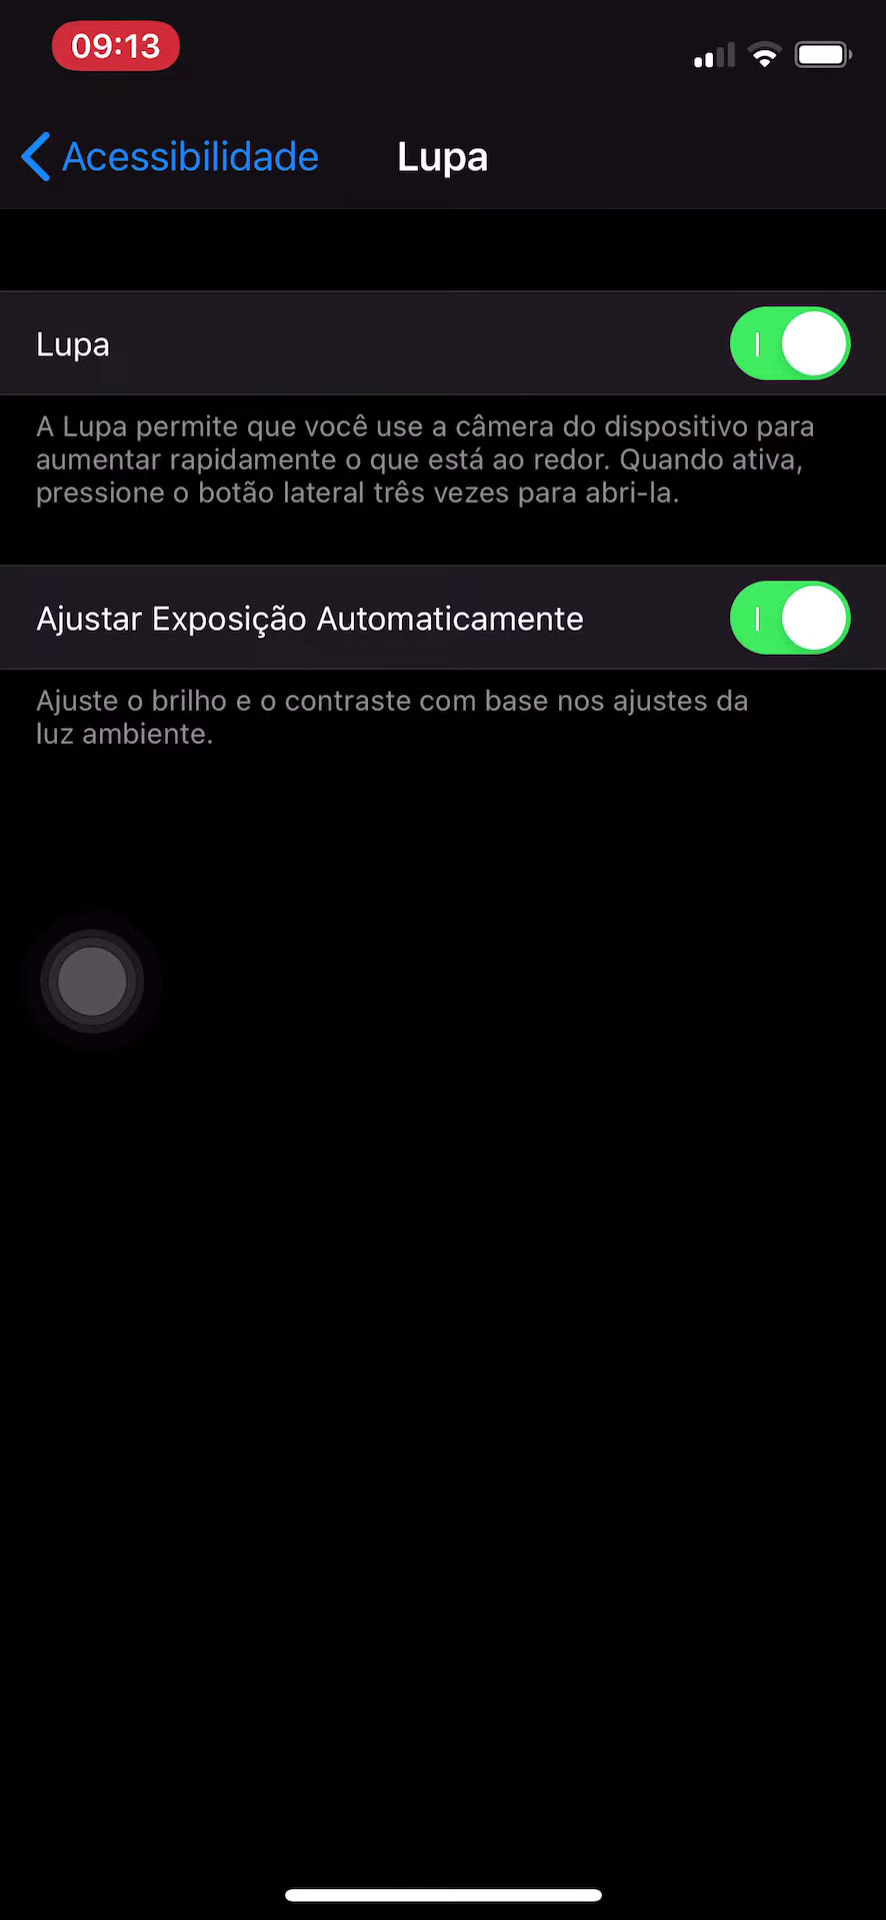 09:13
Acessibilidade
Lupa
Lupa
A Lupa permite que você use a câmera do dispositivo para
aumentar rapidamente o que está ao redor. Quando ativa,
pressione o botão lateral três vezes para abri-la.
Ajustar Exposição Automaticamente
Ajuste o brilho e o contraste com base nos ajustes da
luz ambiente.